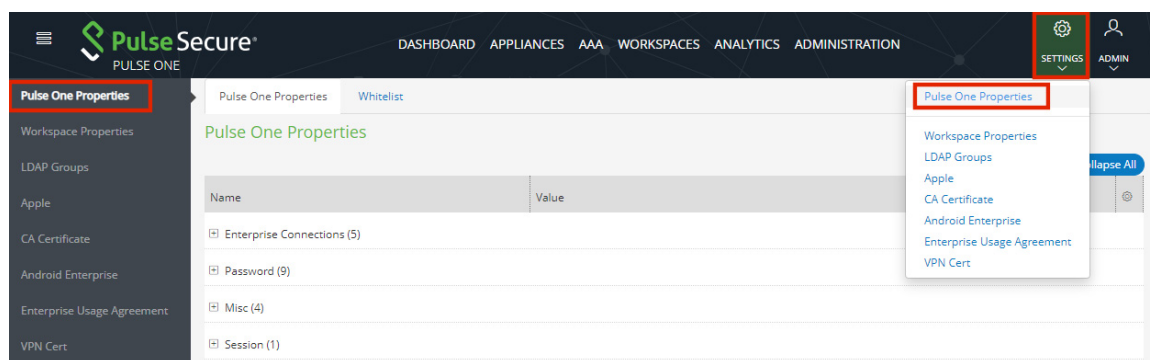 Pulse Secure®
PULSE ONE
DASHBOARD APPLIANCES AAA WORKSPACES ANALYTICS ADMINISTRATION
SETTINGS
ADMIN
Pulse One Properties
Workspace Properties
LDAP Groups
Apple
CA Certificate
Android Enterprise
Enterprise Usage Agreement
VPN Cert
Pulse One Properties Whitelist
Pulse One Properties
llapse All
Name Value
Enterprise Connections (5)
Password (9)
Misc (4)
Session (1)
Pulse One Properties
Workspace Properties
LDAP Groups
Apple
CA Certificate
Android Enterprise
Enterprise Usage Agreement
VPN Cert